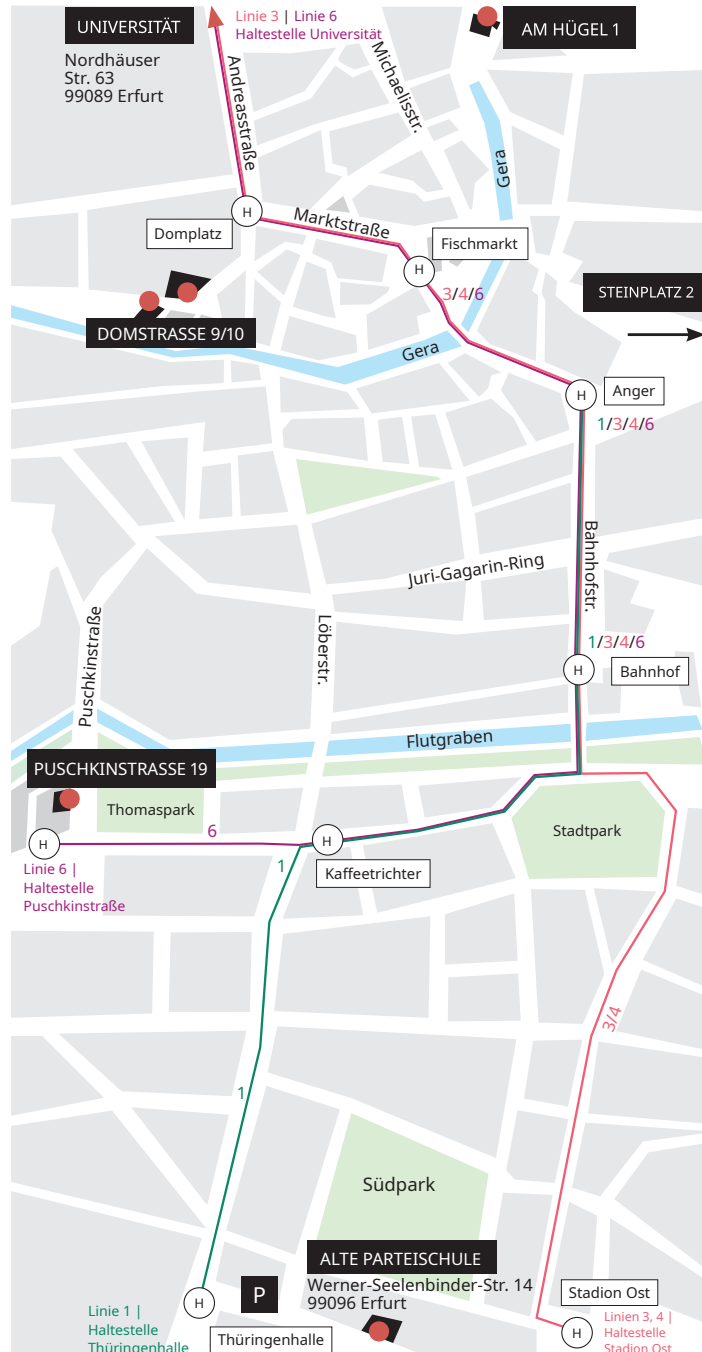 UNIVERSITÄT
Nordhäuser
Str. 63
99089 Erfurt
Linie 3 | Linie 6
Haltestelle Universität
AM HÜGEL 1
Andreasstraße
Michaelisstr.
Gera
H
Domplatz
Marktstraße
Fischmarkt
H
3/4/6
STEINPLATZ 2
DOMSTRASSE 9/10
Gera
H
Anger
1/3/4/6
Bahnhofstr.
Juri-Gagarin-Ring
Löberstr.
Puschkinstraße
1/3/4/6
H
Bahnhof
Flutgraben
PUSCHKINSTRASSE 19
Thomaspark
Stadtpark
H
6
H
Linie 6 |
Haltestelle
Puschkinstraße
1
Kaffeetrichter
3/4
1
Südpark
ALTE PARTEISCHULE
Werner-Seelenbinder-Str. 14
99096 Erfurt
P
H
Linie 1 |
Haltestelle
Thüringenhalle
Thüringenhalle
Stadion Ost
H
Linien 3, 4 |
Haltestelle
Stadion Ost